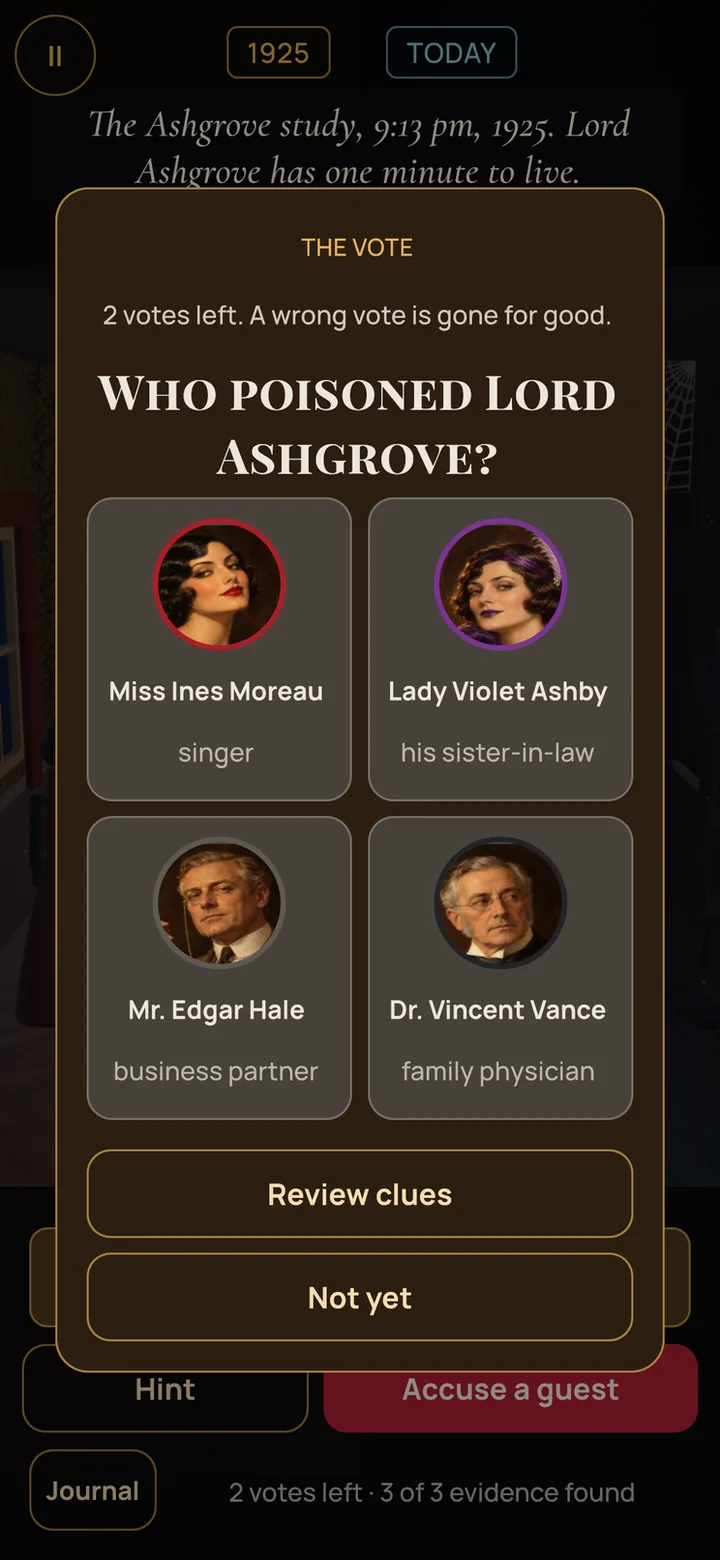 1925
TODAY
The Ashgrove study, 9:13 pm, 1925. Lord
Ashgrove has one minute to live.
THE VOTE
2 votes left. A wrong vote is gone for good.
WHO POISONED LORD
ASHGROVE?
Miss Ines Moreau
singer
Lady Violet Ashby
his sister-in-law
Mr. Edgar Hale
business partner
Dr. Vincent Vance
family physician
Review clues
Not yet
Hint
Accuse a guest
Journal
2 votes left · 3 of 3 evidence found